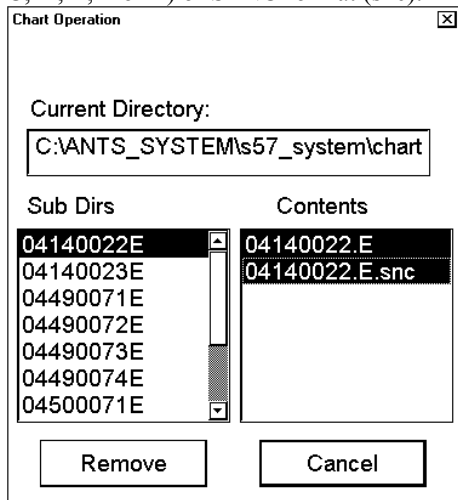 Chart Operation
Current Directory:
C:\ANTS_SYSTEM\s57_system\chart
Sub Dirs
04140022E
04140023E
04490071E
04490072E
04490073E
04490074E
04500071E
Contents
04140022.E
04140022.E.snc
Remove
Cancel